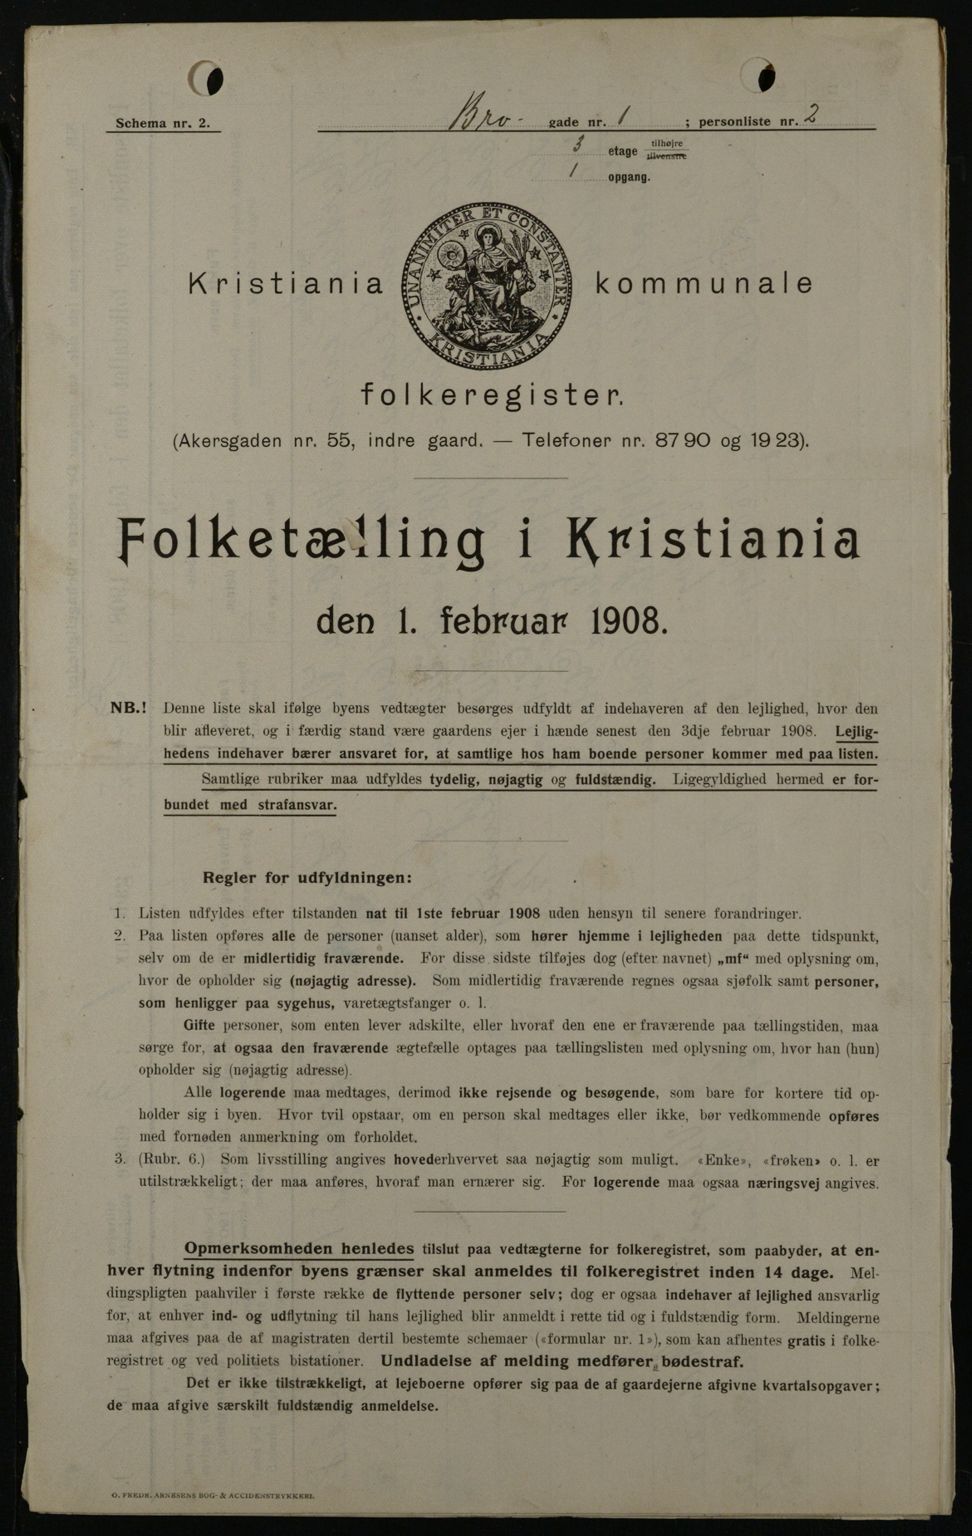 Schema nr. 2.
Bro- gade nr. 1 ; personliste nr. 2
3 etage tilhøjre tilvenstre
1 opgang.
UNANIMITER ET CONSTANTER
KRISTIANIA
Kristiania kommunale
folkeregister.
(Akersgaden nr. 55, indre gaard. — Telefoner nr. 87 90 og 19 23).
Folketælling i Kristiania
den 1. februar 1908.
NB.! Denne liste skal ifølge byens vedtægter besørges udfyldt af indehaveren af den lejlighed, hvor den
blir afleveret, og i færdig stand være gaardens ejer i hænde senest den 3dje februar 1908. Lejlig-
hedens indehaver bærer ansvaret for, at samtlige hos ham boende personer kommer med paa listen.
Samtlige rubriker maa udfyldes tydelig, nøjagtig og fuldstændig. Ligegyldighed hermed er for-
bundet med strafansvar.
Regler for udfyldningen:
1. Listen udfyldes efter tilstanden nat til 1ste februar 1908 uden hensyn til senere forandringer.
2. Paa listen opføres alle de personer (uanset alder), som hører hjemme i lejligheden paa dette tidspunkt,
selv om de er midlertidig fraværende. For disse sidste tilføjes dog (efter navnet) „mf“ med oplysning om,
hvor de opholder sig (nøjagtig adresse). Som midlertidig fraværende regnes ogsaa sjøfolk samt personer,
som henligger paa sygehus, varetægtsfanger o. l.
Gifte personer, som enten lever adskilte, eller hvoraf den ene er fraværende paa tællingstiden, maa
sørge for, at ogsaa den fraværende ægtefælle optages paa tællingslisten med oplysning om, hvor han (hun)
opholder sig (nøjagtig adresse).
Alle logerende maa medtages, derimod ikke rejsende og besøgende, som bare for kortere tid op-
holder sig i byen. Hvor tvil opstaar, om en person skal medtages eller ikke, bør vedkommende opføres
med fornøden anmerkning om forholdet.
3. (Rubr. 6.) Som livsstilling angives hovederhvervet saa nøjagtig som muligt. «Enke», «frøken» o. l. er
utilstrækkeligt; der maa anføres, hvoraf man ernærer sig. For logerende maa ogsaa næringsvej angives.
Opmerksomheden henledes tilslut paa vedtægterne for folkeregistret, som paabyder, at en-
hver flytning indenfor byens grænser skal anmeldes til folkeregistret inden 14 dage. Mel-
dingspligten paahviler i første række de flyttende personer selv; dog er ogsaa indehaver af lejlighed ansvarlig
for, at enhver ind- og udflytning til hans lejlighed blir anmeldt i rette tid og i fuldstændig form. Meldingerne
maa afgives paa de af magistraten dertil bestemte schemaer («formular nr. 1»), som kan afhentes gratis i folke-
registret og ved politiets bistationer. Undladelse af melding medfører bødestraf.
Det er ikke tilstrækkeligt, at lejeboerne opfører sig paa de af gaardejerne afgivne kvartalsopgaver;
de maa afgive særskilt fuldstændig anmeldelse.
O. FREDR. ARNESENS BOG- & ACCIDENSTRYKKERI.